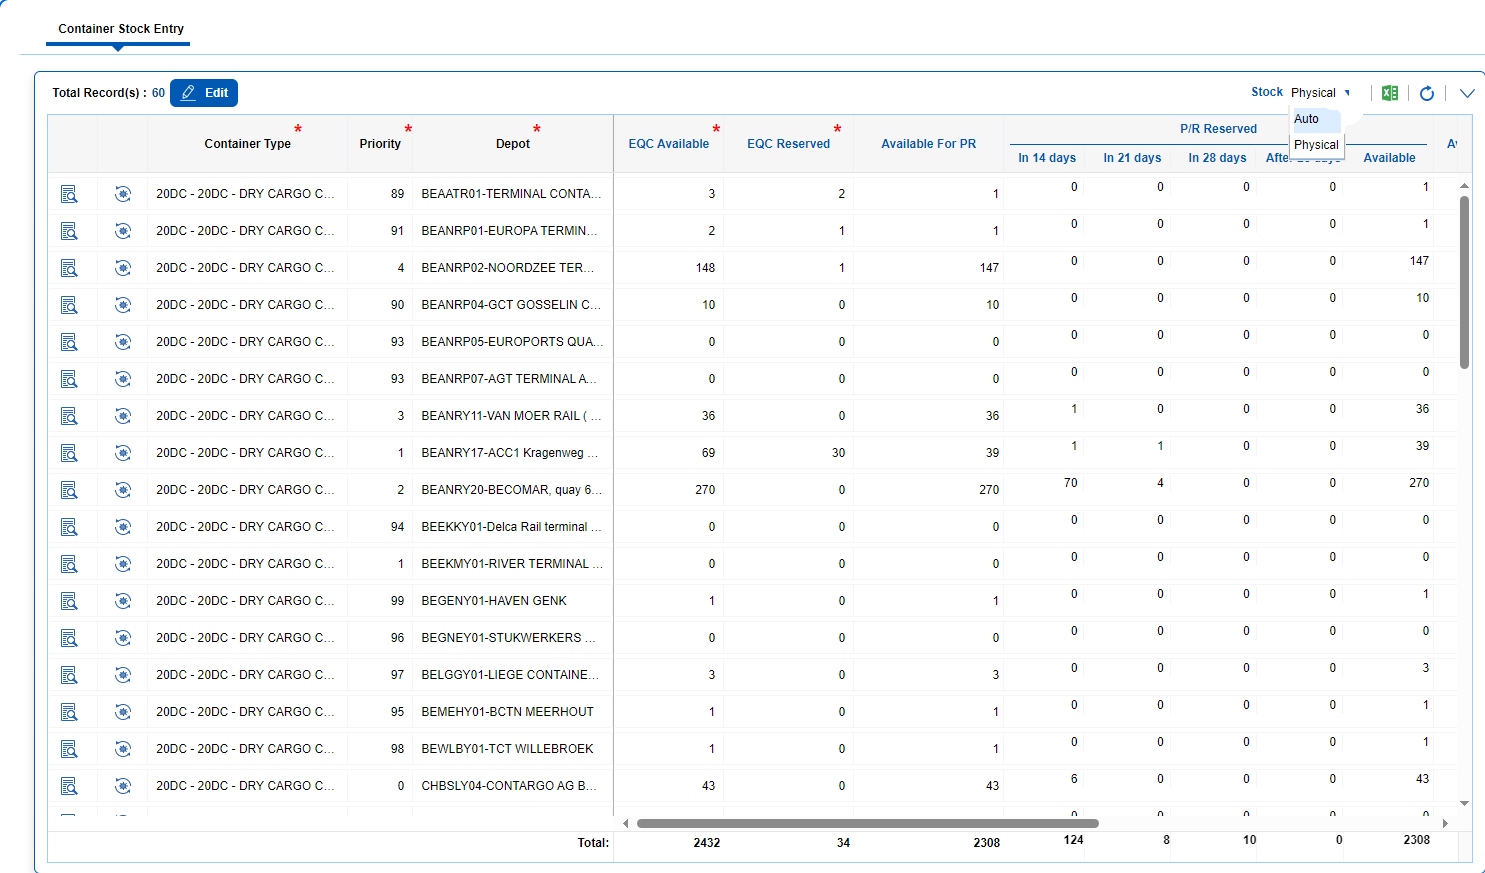 Container Stock Entry
Total Record(s) : 60 Edit Stock Physical
Auto
Physical
Container Type * Priority * Depot * EQC Available * EQC Reserved * Available For PR P/R Reserved
In 14 days In 21 days In 28 days Available
20DC - 20DC - DRY CARGO C... 89 BEAATR01-TERMINAL CONTA... 3 2 1 0 0 0 0 1
20DC - 20DC - DRY CARGO C... 91 BEANRP01-EUROPA TERMIN... 2 1 1 0 0 0 0 1
20DC - 20DC - DRY CARGO C... 4 BEANRP02-NOORDZEE TER... 148 1 147 0 0 0 0 147
20DC - 20DC - DRY CARGO C... 90 BEANRP04-GCT GOSSELIN C... 10 0 10 0 0 0 0 10
20DC - 20DC - DRY CARGO C... 93 BEANRP05-EUROPORTS QUA... 0 0 0 0 0 0 0 0
20DC - 20DC - DRY CARGO C... 93 BEANRP07-AGT TERMINAL A... 0 0 0 0 0 0 0 0
20DC - 20DC - DRY CARGO C... 3 BEANRY11-VAN MOER RAIL ( ... 36 0 36 1 0 0 0 36
20DC - 20DC - DRY CARGO C... 1 BEANRY17-ACC1 Kragenweg ... 69 30 39 1 1 0 0 39
20DC - 20DC - DRY CARGO C... 2 BEANRY20-BECOMAR, quay 6... 270 0 270 70 4 0 0 270
20DC - 20DC - DRY CARGO C... 94 BEEKKY01-Delca Rail terminal ... 0 0 0 0 0 0 0 0
20DC - 20DC - DRY CARGO C... 1 BEEKMY01-RIVER TERMINAL ... 0 0 0 0 0 0 0 0
20DC - 20DC - DRY CARGO C... 99 BEGENY01-HAVEN GENK 1 0 1 0 0 0 0 1
20DC - 20DC - DRY CARGO C... 96 BEGNEY01-STUKWERKERS ... 0 0 0 0 0 0 0 0
20DC - 20DC - DRY CARGO C... 97 BELGGY01-LIEGE CONTAINE... 3 0 3 0 0 0 0 3
20DC - 20DC - DRY CARGO C... 95 BEMEHY01-BCTN MEERHOUT 1 0 1 0 0 0 0 1
20DC - 20DC - DRY CARGO C... 98 BEWLBY01-TCT WILLEBROEK 1 0 1 0 0 0 0 1
20DC - 20DC - DRY CARGO C... 0 CHBSLY04-CONTARGO AG B... 43 0 43 6 0 0 0 43
Total: 2432 34 2308 124 8 10 0 2308